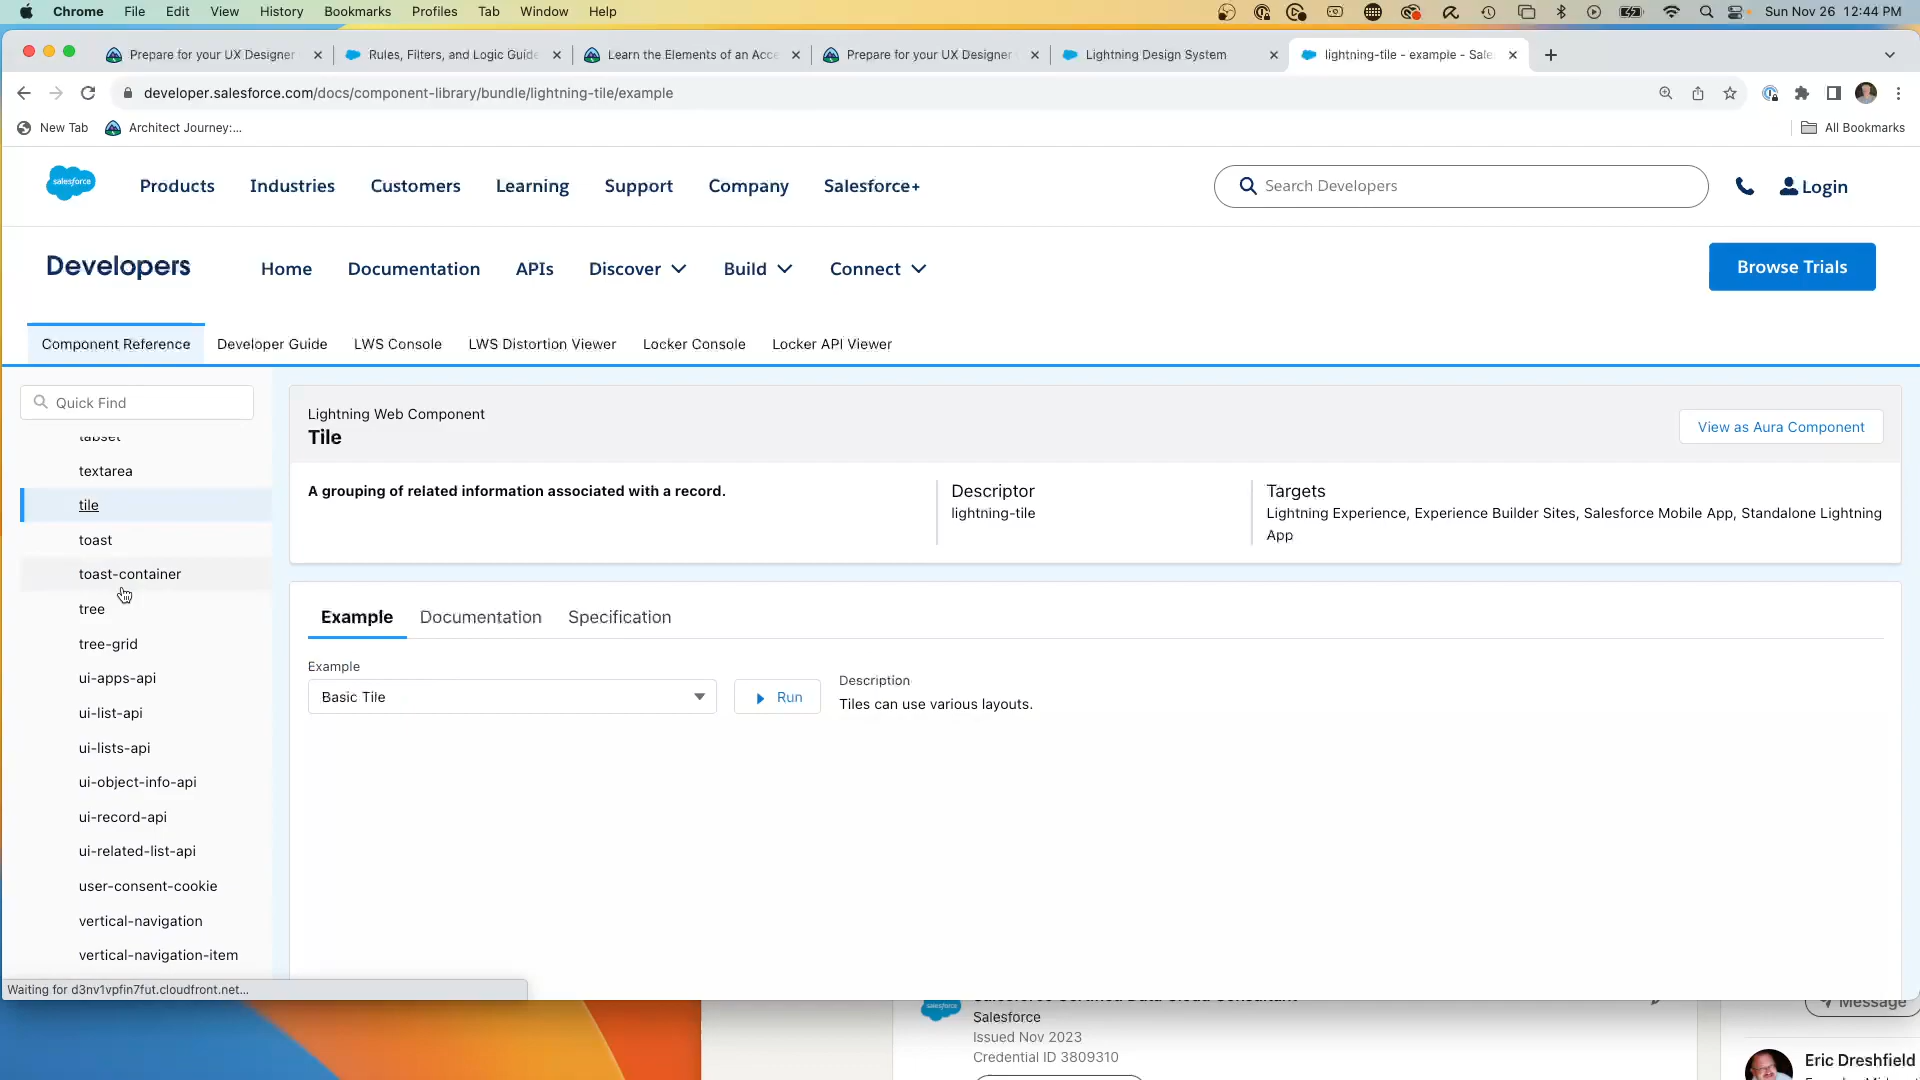 Chrome File Edit View History Bookmarks Profiles Tab Window Help Sun Nov 26 12:44 PM
Prepare for your UX Designer
Rules, Filters, and Logic Guide
Learn the Elements of an Acce
Prepare for your UX Designer
Lightning Design System
lightning-tile - example - Sale
developer.salesforce.com/docs/component-library/bundle/lightning-tile/example
New Tab Architect Journey:... All Bookmarks
salesforce Products Industries Customers Learning Support Company Salesforce+ Search Developers Login
Developers Home Documentation APIs Discover Build Connect Browse Trials
Component Reference Developer Guide LWS Console LWS Distortion Viewer Locker Console Locker API Viewer
Quick Find
tabset
textarea
tile
toast
toast-container
tree
tree-grid
ui-apps-api
ui-list-api
ui-lists-api
ui-object-info-api
ui-record-api
ui-related-list-api
user-consent-cookie
vertical-navigation
vertical-navigation-item
Lightning Web Component
Tile
View as Aura Component
A grouping of related information associated with a record.
Descriptor
lightning-tile
Targets
Lightning Experience, Experience Builder Sites, Salesforce Mobile App, Standalone Lightning
App
Example Documentation Specification
Example
Basic Tile
Run
Description
Tiles can use various layouts.
Waiting for d3nv1vpfin7fut.cloudfront.net...
Salesforce Certified Data Cloud Consultant
salesforce
Salesforce
Issued Nov 2023
Credential ID 3809310
Message
Eric Dreshfield